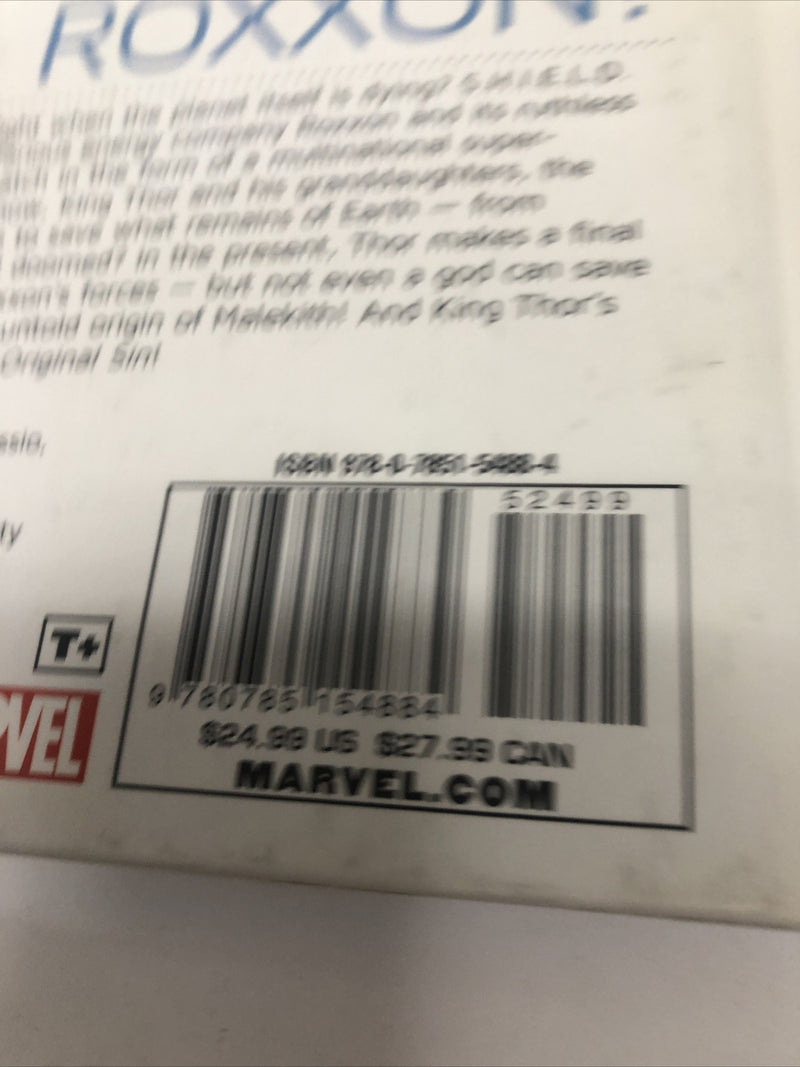 ROXXON.
when the planet itself is dying? S.H.I.E.L.D.
energy company Roxxon and its ruthless
in the form of a multinational super-
King Thor and his granddaughters, the
to save what remains of Earth — from
doomed? In the present, Thor makes a final
forces — but not even a god can save
untold origin of Malekith! And King Thor's
Original Sin!
ISBN 978-0-7851-5488-4
52499
9 780785 154884
T+
$24.99 US $27.99 CAN
MARVEL.COM